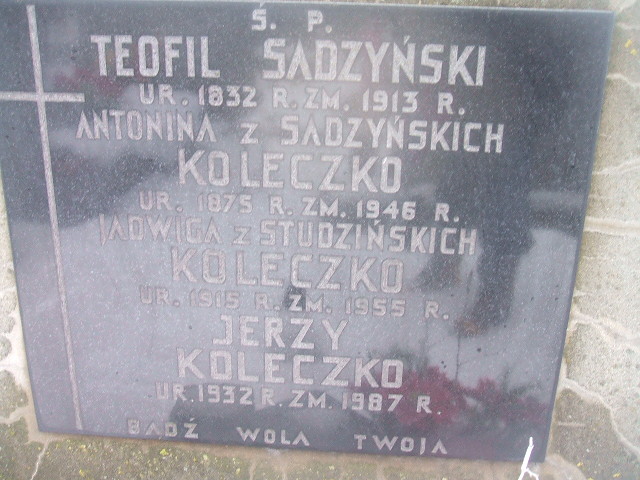 Ś. P.
TEOFIL SADZYŃSKI
UR. 1832 R. ZM. 1913 R.
ANTONINA z SADZYŃSKICH
KOLECZKO
UR. 1875 R. ZM. 1946 R.
JADWIGA z STUDZIŃSKICH
KOLECZKO
UR. 1915 R. ZM. 1955 R.
JERZY
KOLECZKO
UR. 1932 R. ZM. 1987 R.
BĄDŹ WOLA TWOJA